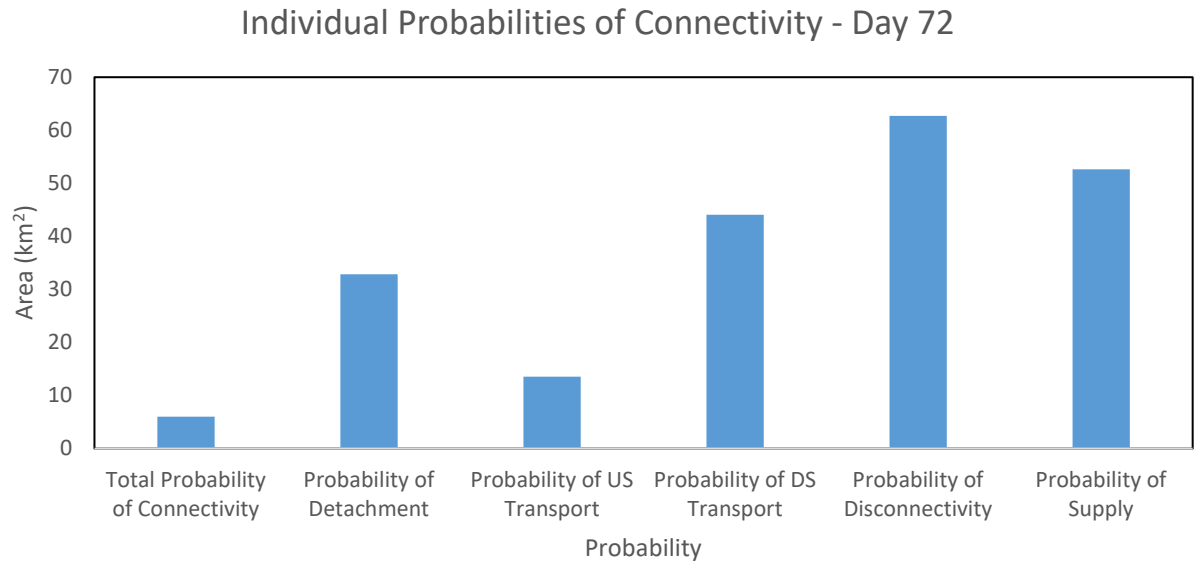 Individual Probabilities of Connectivity - Day 72
70
60
50
40
30
20
10
0
Area (km²)
Total Probability
of Connectivity
Probability of
Detachment
Probability of US
Transport
Probability of DS
Transport
Probability of
Disconnectivity
Probability of
Supply
Probability